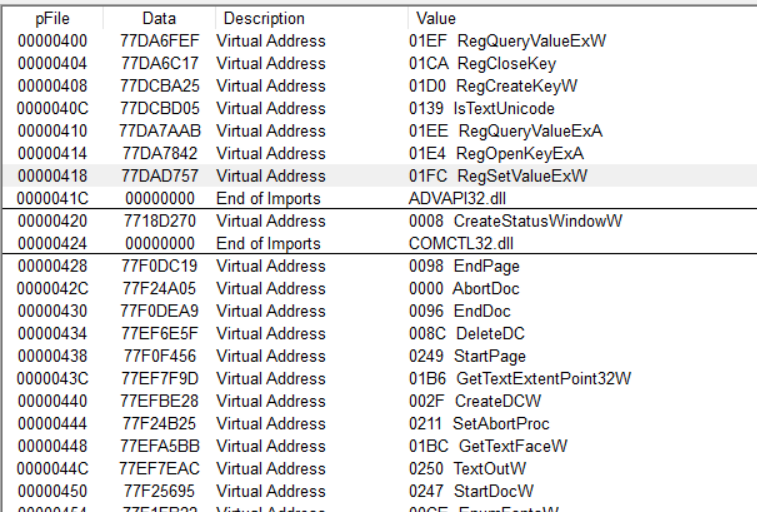 pFile Data Description Value
00000400 77DA6FEF Virtual Address 01EF RegQueryValueExW
00000404 77DA6C17 Virtual Address 01CA RegCloseKey
00000408 77DCBA25 Virtual Address 01D0 RegCreateKeyW
0000040C 77DCBD05 Virtual Address 0139 IsTextUnicode
00000410 77DA7AAB Virtual Address 01EE RegQueryValueExA
00000414 77DA7842 Virtual Address 01E4 RegOpenKeyExA
00000418 77DAD757 Virtual Address 01FC RegSetValueExW
0000041C 00000000 End of Imports ADVAPI32.dll
00000420 7718D270 Virtual Address 0008 CreateStatusWindowW
00000424 00000000 End of Imports COMCTL32.dll
00000428 77F0DC19 Virtual Address 0098 EndPage
0000042C 77F24A05 Virtual Address 0000 AbortDoc
00000430 77F0DEA9 Virtual Address 0096 EndDoc
00000434 77EF6E5F Virtual Address 008C DeleteDC
00000438 77F0F456 Virtual Address 0249 StartPage
0000043C 77EF7F9D Virtual Address 01B6 GetTextExtentPoint32W
00000440 77EFBE28 Virtual Address 002F CreateDCW
00000444 77F24B25 Virtual Address 0211 SetAbortProc
00000448 77EFA5BB Virtual Address 01BC GetTextFaceW
0000044C 77EF7EAC Virtual Address 0250 TextOutW
00000450 77F25695 Virtual Address 0247 StartDocW
00000454 Virtual Address EnumFontsW